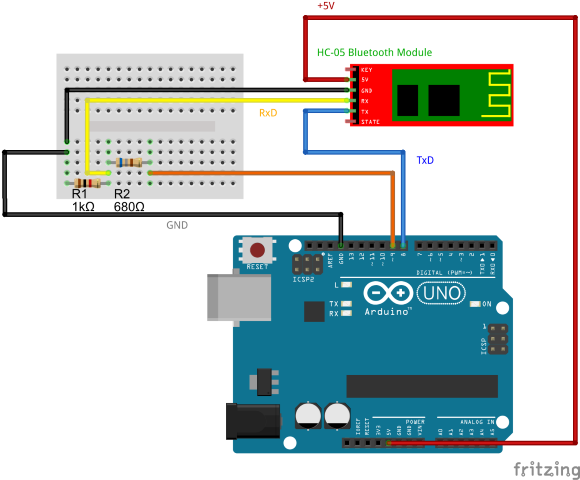 +5V
HC-05 Bluetooth Module
KEY
5V
GND
RX
TX
STATE
RxD
TxD
R1
1kΩ
R2
680Ω
GND
RESET
ICSP2
AREF
GND
13
12
~11
~10
~9
8
7
~6
~5
4
~3
2
TX0▶1
RX0◀0
DIGITAL (PWM=~)
L
TX
RX
Arduino™
UNO
ON
1
ICSP
IOREF
RESET
3V3
5V
GND
GND
VIN
POWER
ANALOG IN
A0
A1
A2
A3
A4
A5
fritzing